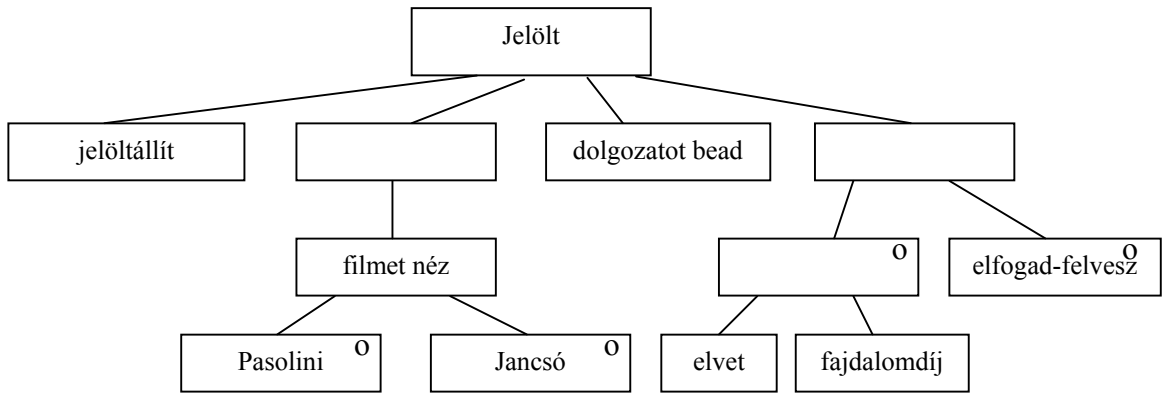 Jelölt
jelöltállít
dolgozatot bead
filmet néz
o
elfogad-felvesz
o
Pasolini
o
Jancsó
o
elvet
fajdalomdíj